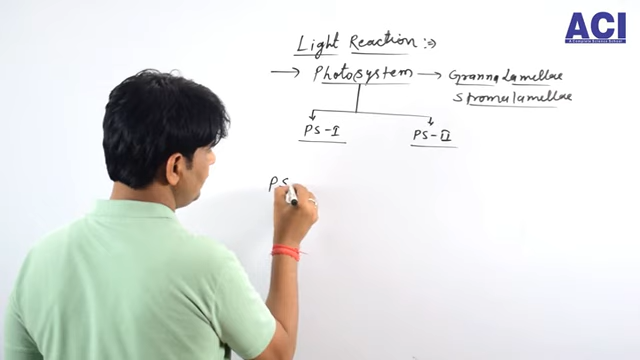 ACI
Light Reaction :-)
→ Photosystem → Granna Lamellae
Stroma lamellae
PS-I PS-II
PS